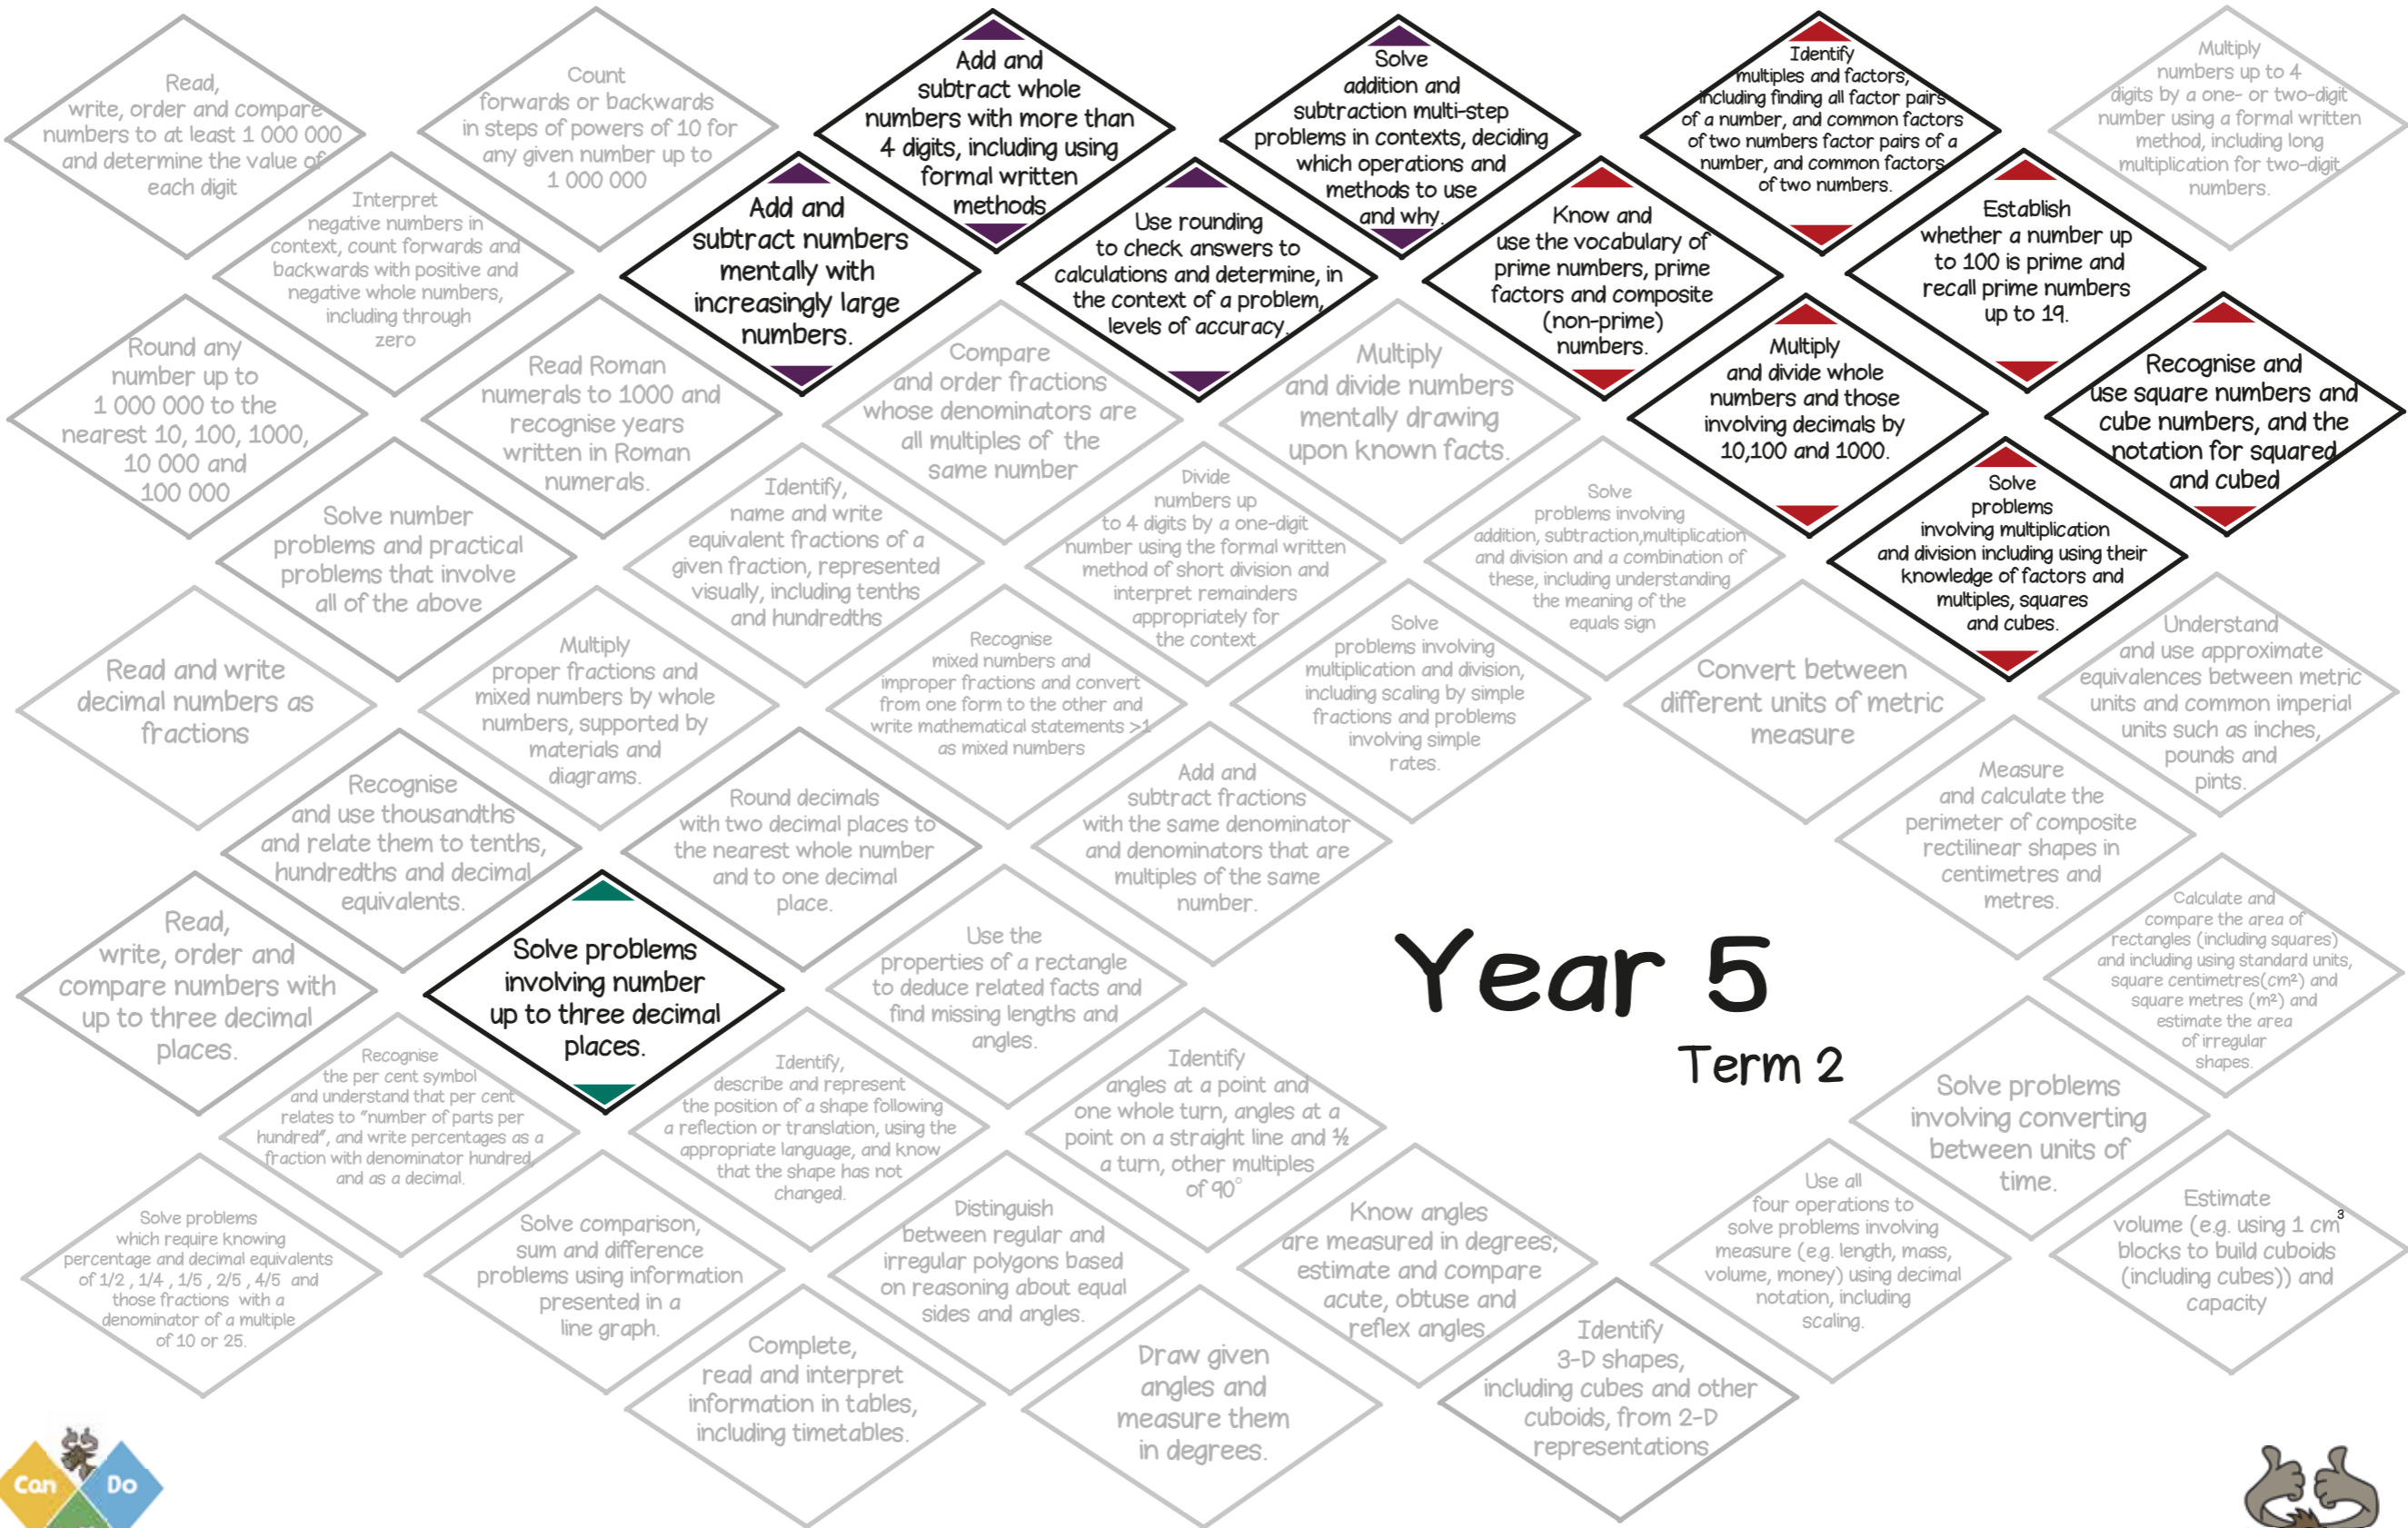 Read,
write, order and compare
numbers to at least 1 000 000
and determine the value of
each digit
Count
forwards or backwards
in steps of powers of 10 for
any given number up to
1 000 000
Add and
subtract whole
numbers with more than
4 digits, including using
formal written
methods
Solve
addition and
subtraction multi-step
problems in contexts, deciding
which operations and
methods to use
and why.
Identify
multiples and factors,
including finding all factor pairs
of a number, and common factors
of two numbers factor pairs of a
number, and common factors
of two numbers.
Multiply
numbers up to 4
digits by a one- or two-digit
number using a formal written
method, including long
multiplication for two-digit
numbers.
Interpret
negative numbers in
context, count forwards and
backwards with positive and
negative whole numbers,
including through
zero
Add and
subtract numbers
mentally with
increasingly large
numbers.
Use rounding
to check answers to
calculations and determine, in
the context of a problem,
levels of accuracy.
Know and
use the vocabulary of
prime numbers, prime
factors and composite
(non-prime)
numbers.
Establish
whether a number up
to 100 is prime and
recall prime numbers
up to 19.
Round any
number up to
1 000 000 to the
nearest 10, 100, 1000,
10 000 and
100 000
Read Roman
numerals to 1000 and
recognise years
written in Roman
numerals.
Compare
and order fractions
whose denominators are
all multiples of the
same number
Multiply
and divide numbers
mentally drawing
upon known facts.
Multiply
and divide whole
numbers and those
involving decimals by
10,100 and 1000.
Recognise and
use square numbers and
cube numbers, and the
notation for squared
and cubed
Solve number
problems and practical
problems that involve
all of the above
Identify,
name and write
equivalent fractions of a
given fraction, represented
visually, including tenths
and hundredths
Divide
numbers up
to 4 digits by a one-digit
number using the formal written
method of short division and
interpret remainders
appropriately for
the context
Solve
problems involving
addition, subtraction,multiplication
and division and a combination of
these, including understanding
the meaning of the
equals sign
Solve
problems
involving multiplication
and division including using their
knowledge of factors and
multiples, squares
and cubes.
Read and write
decimal numbers as
fractions
Multiply
proper fractions and
mixed numbers by whole
numbers, supported by
materials and
diagrams.
Recognise
mixed numbers and
improper fractions and convert
from one form to the other and
write mathematical statements >1
as mixed numbers
Solve
problems involving
multiplication and division,
including scaling by simple
fractions and problems
involving simple
rates.
Convert between
different units of metric
measure
Understand
and use approximate
equivalences between metric
units and common imperial
units such as inches,
pounds and
pints.
Recognise
and use thousandths
and relate them to tenths,
hundredths and decimal
equivalents.
Round decimals
with two decimal places to
the nearest whole number
and to one decimal
place.
Add and
subtract fractions
with the same denominator
and denominators that are
multiples of the same
number.
Measure
and calculate the
perimeter of composite
rectilinear shapes in
centimetres and
metres.
Read,
write, order and
compare numbers with
up to three decimal
places.
Solve problems
involving number
up to three decimal
places.
Use the
properties of a rectangle
to deduce related facts and
find missing lengths and
angles.
Year 5
Term 2
Calculate and
compare the area of
rectangles (including squares)
and including using standard units,
square centimetres(cm²) and
square metres (m²) and
estimate the area
of irregular
shapes.
Recognise
the per cent symbol
and understand that per cent
relates to "number of parts per
hundred", and write percentages as a
fraction with denominator hundred,
and as a decimal.
Identify,
describe and represent
the position of a shape following
a reflection or translation, using the
appropriate language, and know
that the shape has not
changed.
Identify
angles at a point and
one whole turn, angles at a
point on a straight line and ½
a turn, other multiples
of 90°
Solve problems
involving converting
between units of
time.
Solve problems
which require knowing
percentage and decimal equivalents
of 1/2 , 1/4 , 1/5 , 2/5 , 4/5 and
those fractions with a
denominator of a multiple
of 10 or 25.
Solve comparison,
sum and difference
problems using information
presented in a
line graph.
Distinguish
between regular and
irregular polygons based
on reasoning about equal
sides and angles.
Know angles
are measured in degrees,
estimate and compare
acute, obtuse and
reflex angles
Use all
four operations to
solve problems involving
measure (e.g. length, mass,
volume, money) using decimal
notation, including
scaling.
Estimate
volume (e.g. using 1 cm³
blocks to build cuboids
(including cubes)) and
capacity
Complete,
read and interpret
information in tables,
including timetables.
Draw given
angles and
measure them
in degrees.
Identify
3-D shapes,
including cubes and other
cuboids, from 2-D
representations
Can Do